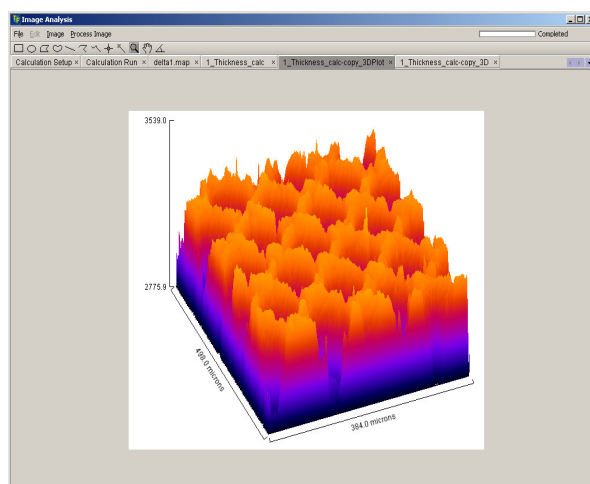 Image Analysis
File Edit Image Process Image
Completed
Calculation Setup × Calculation Run × delta1.map × 1_Thickness_calc × 1_Thickness_calc-copy_3DPlot × 1_Thickness_calc-copy_3D ×
3539.0
2775.9
498.0 microns
384.0 microns